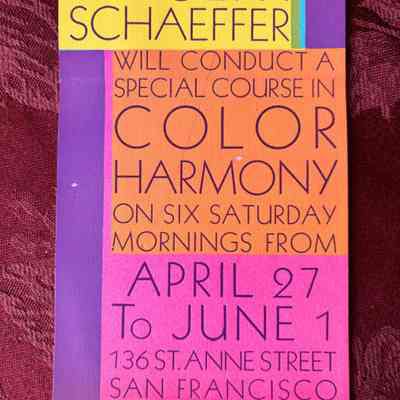 SCHAEFFER
WILL CONDUCT A
SPECIAL COURSE IN
COLOR
HARMONY
ON SIX SATURDAY
MORNINGS FROM
APRIL 27
TO JUNE 1
136 ST. ANNE STREET
SAN FRANCISCO